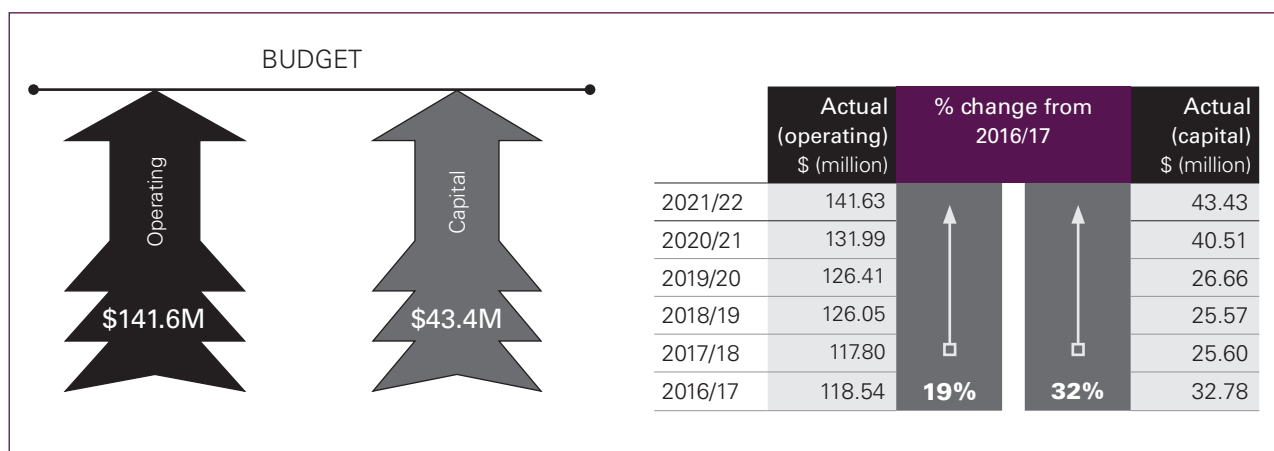 BUDGET
Operating
$141.6M
Capital
$43.4M
Actual
(operating)
$ (million)
% change from
2016/17
Actual
(capital)
$ (million)
2021/22 141.63 43.43
2020/21 131.99 40.51
2019/20 126.41 26.66
2018/19 126.05 25.57
2017/18 117.80 25.60
2016/17 118.54 19% 32% 32.78